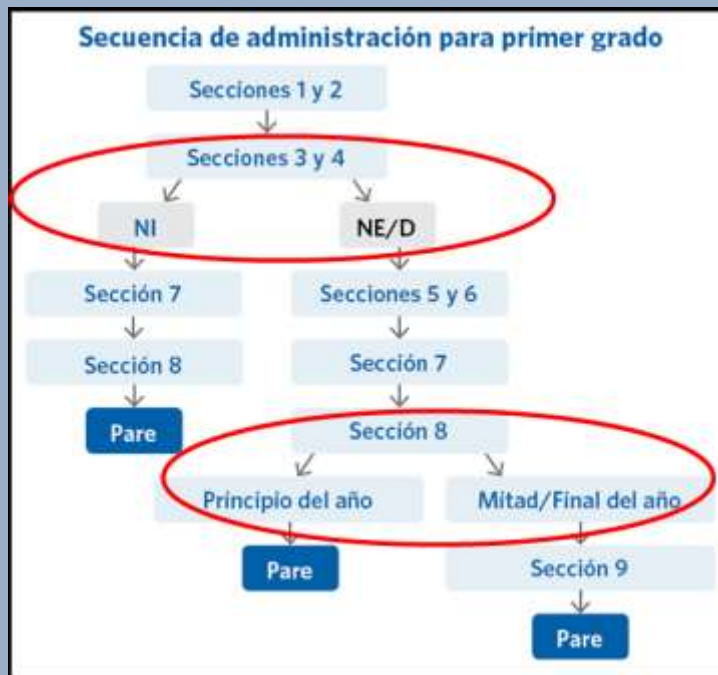 Secuencia de administración para primer grado
Secciones 1 y 2
Secciones 3 y 4
NI
NE/D
Sección 7
Secciones 5 y 6
Sección 8
Sección 7
Pare
Sección 8
Principio del año
Mitad/Final del año
Pare
Sección 9
Pare